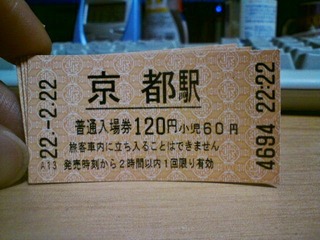 京都駅
普通入場券120円小児60円
旅客車内に立ち入ることはできません
発売時刻から2時間以内1回限り有効
22.-2.22
A13
22:22
4694